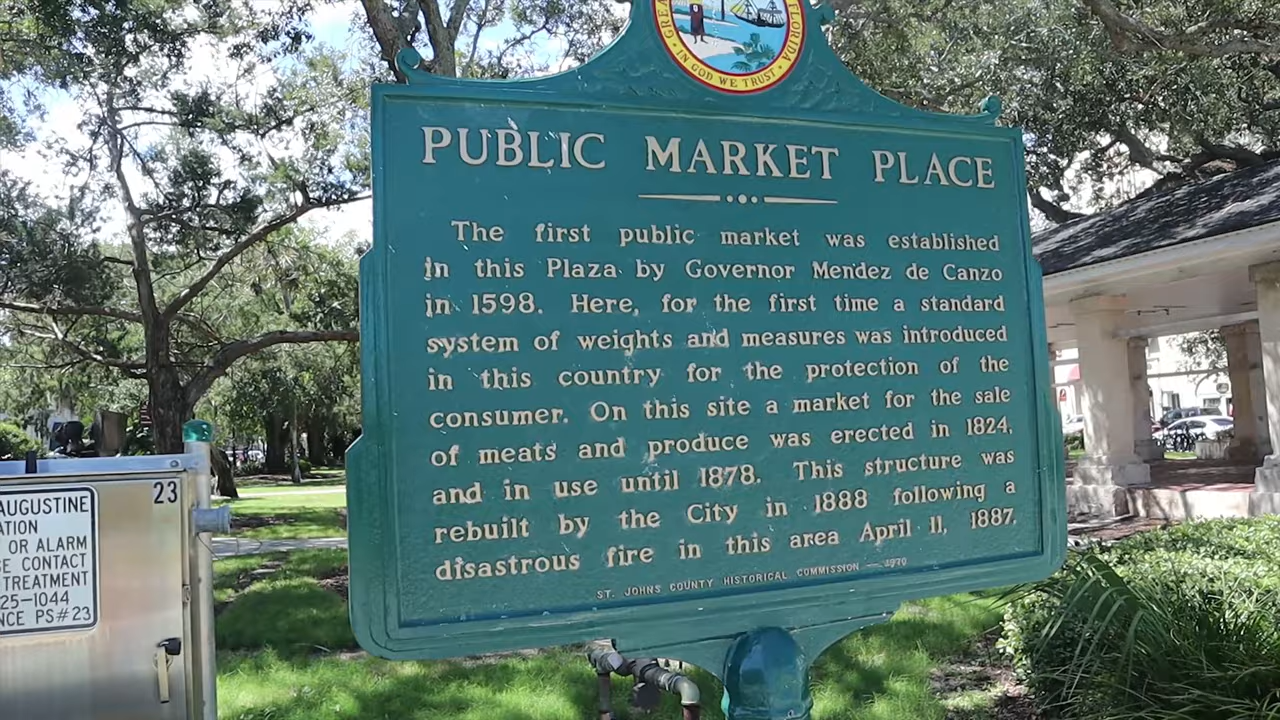 GREA FLORIDA
IN GOD WE TRUST
PUBLIC MARKET PLACE
The first public market was established
in this Plaza by Governor Mendez de Canzo
in 1598. Here, for the first time a standard
system of weights and measures was introduced
in this country for the protection of the
consumer. On this site a market for the sale
of meats and produce was erected in 1824,
and in use until 1878. This structure was
rebuilt by the City in 1888 following a
disastrous fire in this area April 11, 1887.
ST. JOHNS COUNTY HISTORICAL COMMISSION — 1970
23
AUGUSTINE
ATION
OR ALARM
SE CONTACT
TREATMENT
25-1044
NCE PS#23